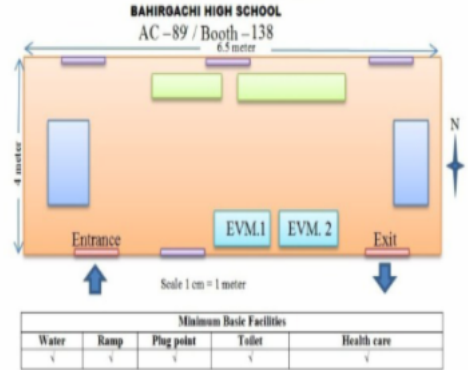 BAHIRGACHI HIGH SCHOOL
AC –89 / Booth –138
6.5 meter
4 meter
N
EVM.1 EVM. 2
Entrance Exit
Scale 1 cm = 1 meter
Minimum Basic Facilities
Water Ramp Plug point Toilet Health care
√ √ √ √ √